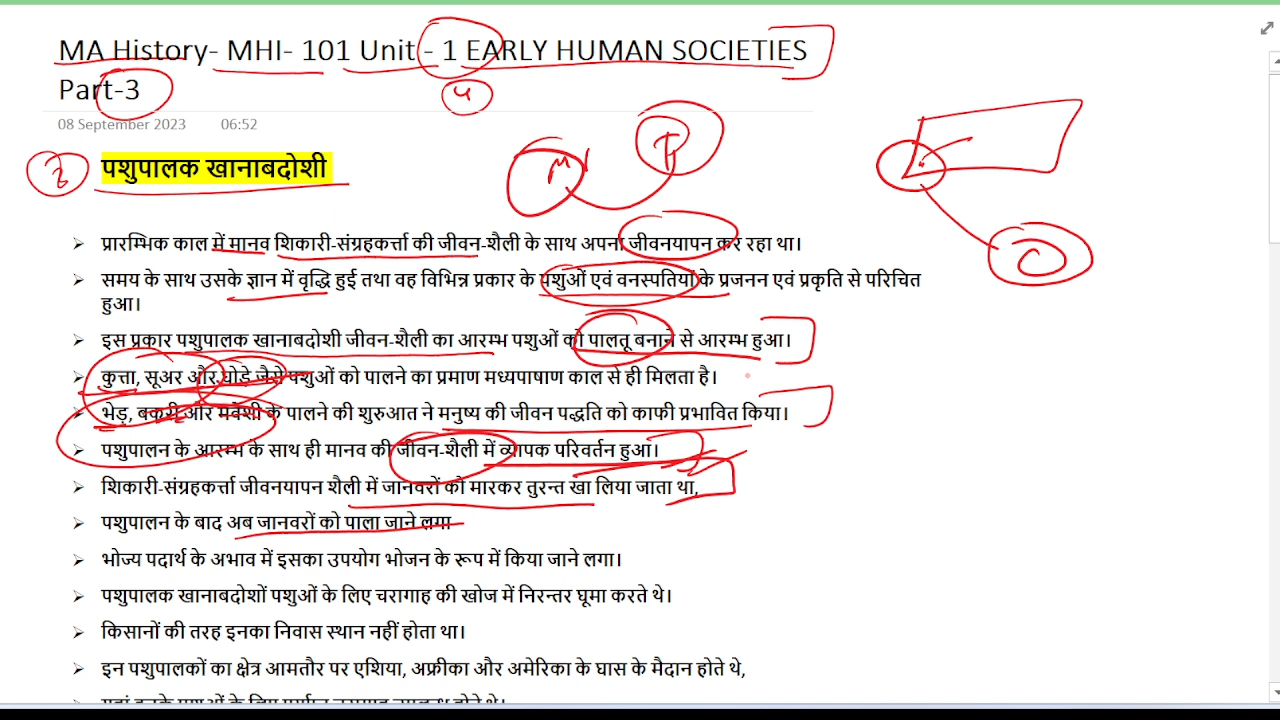 MA History- MHI- 101 Unit - 1 EARLY HUMAN SOCIETIES
Part-3
4
08 September 2023 06:52
पशुपालक खानाबदोशी
प्रारम्भिक काल में मानव शिकारी-संग्रहकर्त्ता की जीवन-शैली के साथ अपना जीवनयापन कर रहा था।
समय के साथ उसके ज्ञान में वृद्धि हुई तथा वह विभिन्न प्रकार के पशुओं एवं वनस्पतियों के प्रजनन एवं प्रकृति से परिचित
हुआ।
इस प्रकार पशुपालक खानाबदोशी जीवन-शैली का आरम्भ पशुओं को पालतू बनाने से आरम्भ हुआ।
कुत्ता, सूअर और घोड़े जैसे पशुओं को पालने का प्रमाण मध्यपाषाण काल से ही मिलता है।
भेड़, बकरी और मवेशी के पालने की शुरुआत ने मनुष्य की जीवन पद्धति को काफी प्रभावित किया।
पशुपालन के आरम्भ के साथ ही मानव की जीवन-शैली में व्यापक परिवर्तन हुआ।
शिकारी-संग्रहकर्त्ता जीवनयापन शैली में जानवरों को मारकर तुरन्त खा लिया जाता था,
पशुपालन के बाद अब जानवरों को पाला जाने लगा
भोज्य पदार्थ के अभाव में इसका उपयोग भोजन के रूप में किया जाने लगा।
पशुपालक खानाबदोशों पशुओं के लिए चरागाह की खोज में निरन्तर घूमा करते थे।
किसानों की तरह इनका निवास स्थान नहीं होता था।
इन पशुपालकों का क्षेत्र आमतौर पर एशिया, अफ्रीका और अमेरिका के घास के मैदान होते थे,